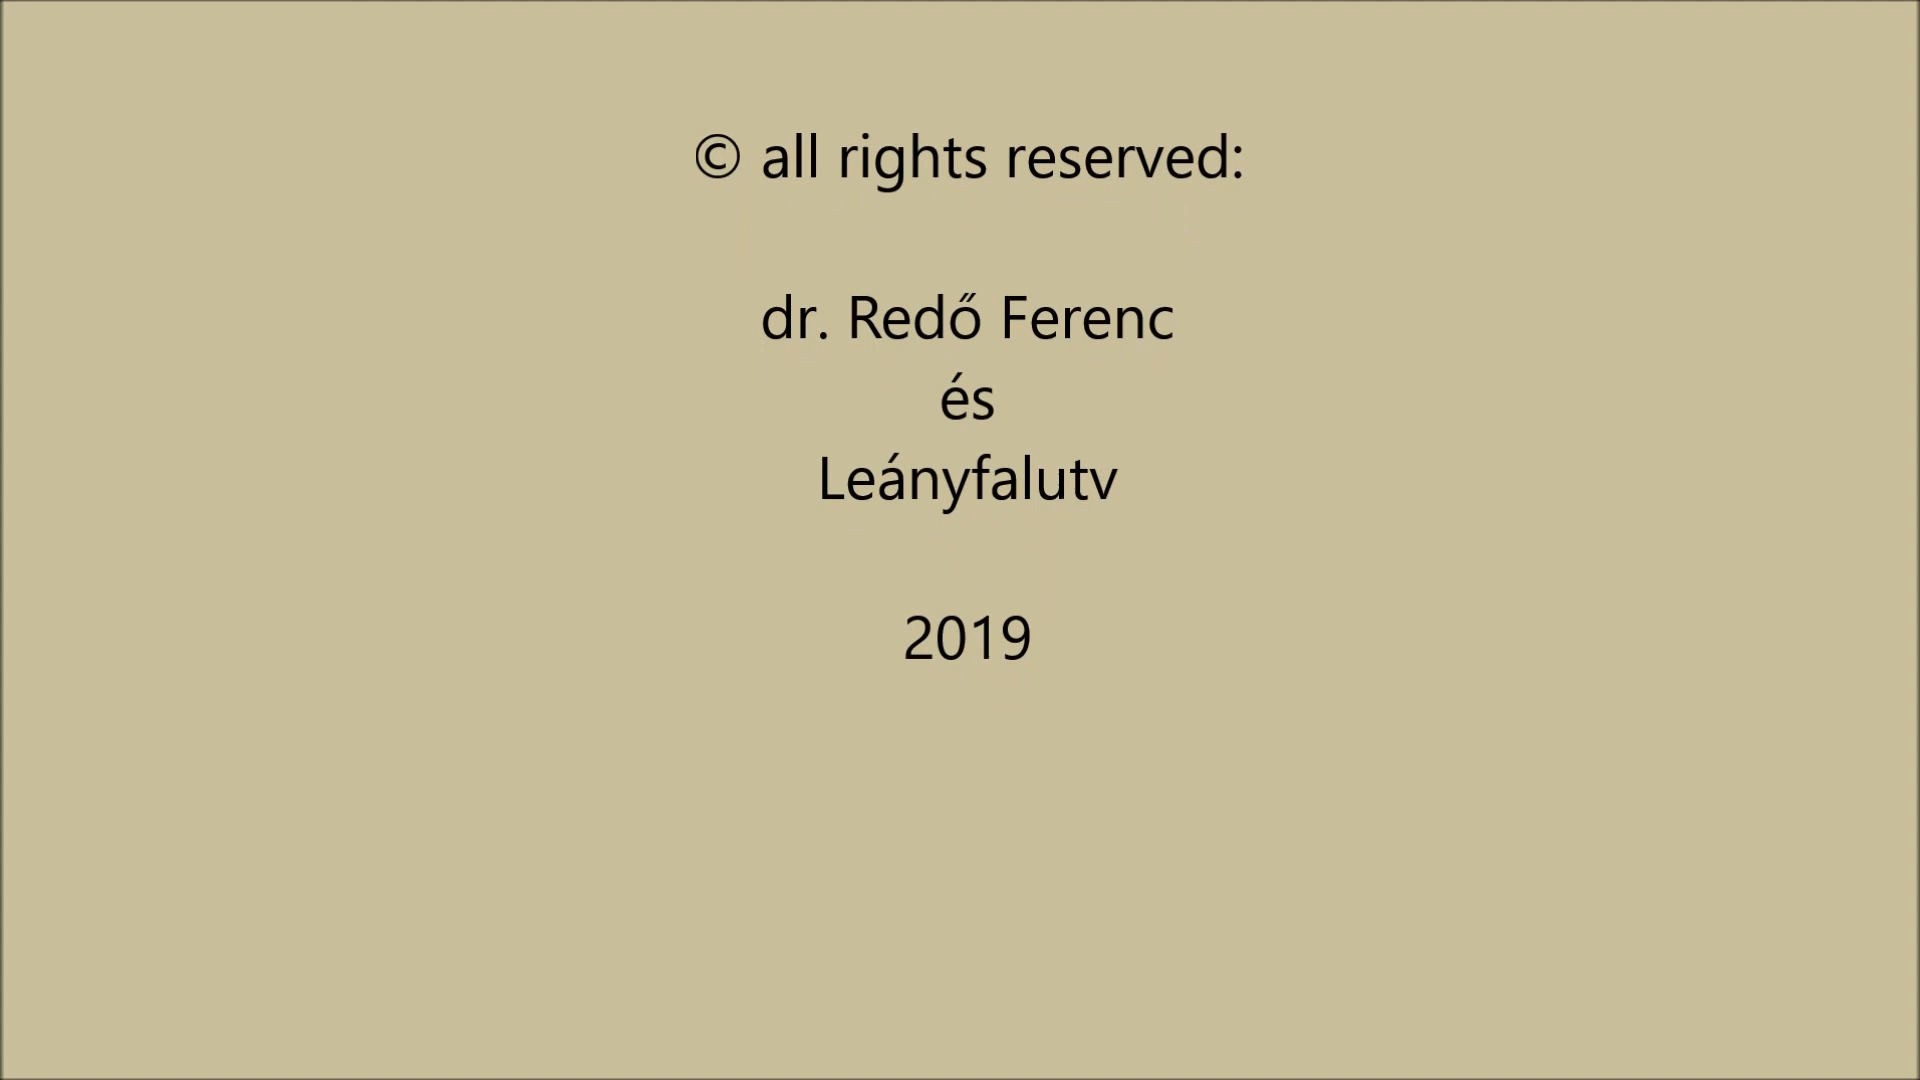 © all rights reserved:
dr. Redő Ferenc
és
Leányfalutv
2019